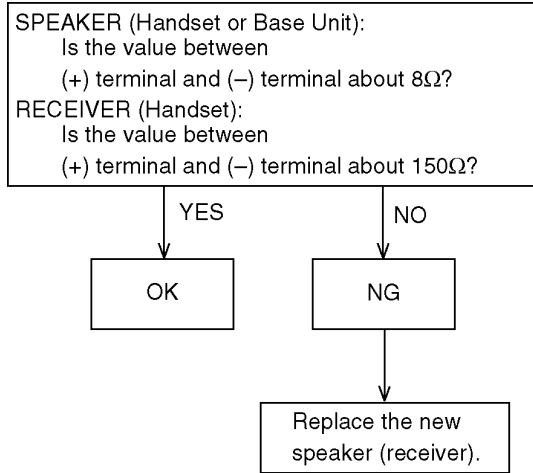 SPEAKER (Handset or Base Unit):
Is the value between
(+) terminal and (–) terminal about 8Ω?
RECEIVER (Handset):
Is the value between
(+) terminal and (–) terminal about 150Ω?
YES
NO
OK
NG
Replace the new
speaker (receiver).